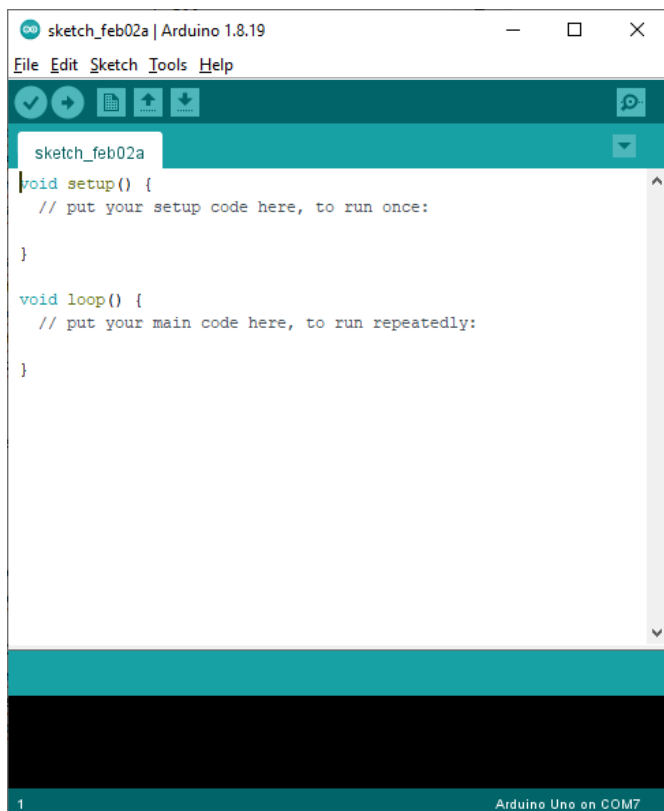 sketch_feb02a | Arduino 1.8.19
File Edit Sketch Tools Help
sketch_feb02a
void setup() {
  // put your setup code here, to run once:
}
void loop() {
  // put your main code here, to run repeatedly:
}
1 Arduino Uno on COM7